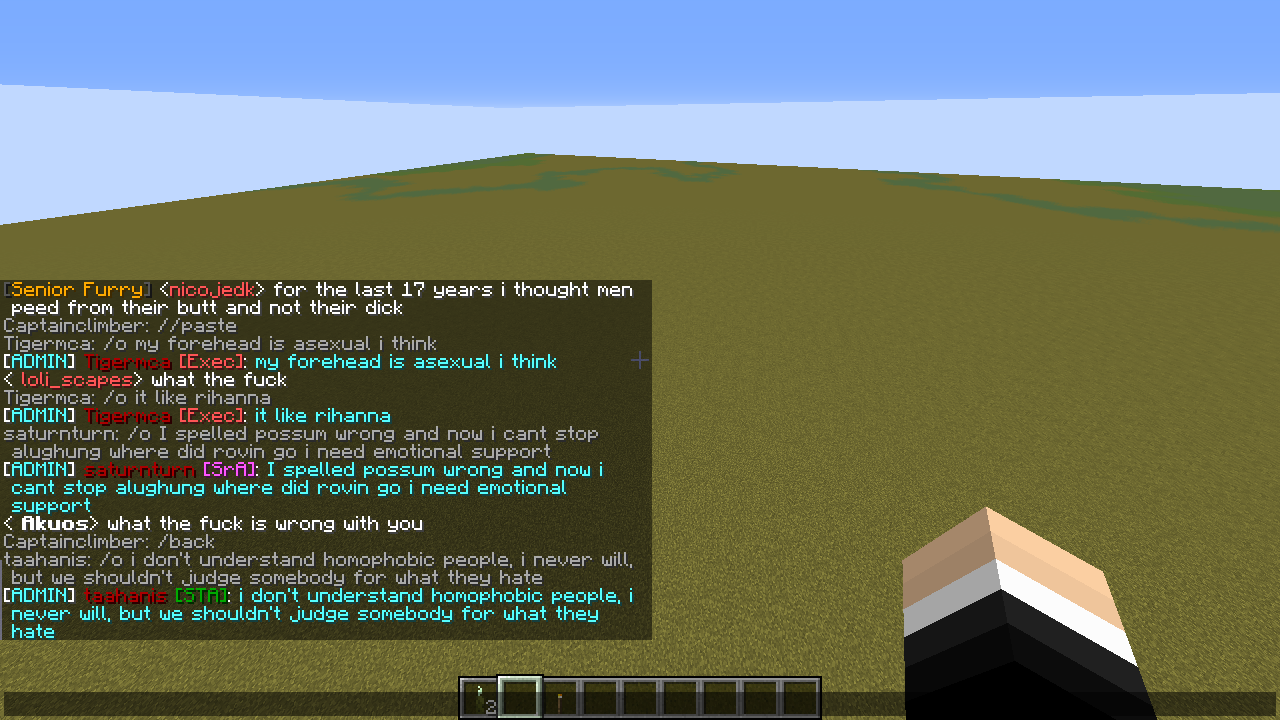 [Senior Furry] <nicojedk> for the last 17 years i thought men
peed from their butt and not their dick
Captainclimber: //paste
Tigermca: /o my forehead is asexual i think
[ADMIN] Tigermca [Exec]: my forehead is asexual i think
< loli_scapes> what the fuck
Tigermca: /o it like rihanna
[ADMIN] Tigermca [Exec]: it like rihanna
saturnturn: /o I spelled possum wrong and now i cant stop
alughung where did rovin go i need emotional support
[ADMIN] saturnturn [SrA]: I spelled possum wrong and now i
cant stop alughung where did rovin go i need emotional
support
< Akuos> what the fuck is wrong with you
Captainclimber: /back
taahanis: /o i don't understand homophobic people, i never will,
but we shouldn't judge somebody for what they hate
[ADMIN] taahanis [STA]: i don't understand homophobic people, i
never will, but we shouldn't judge somebody for what they
hate
2